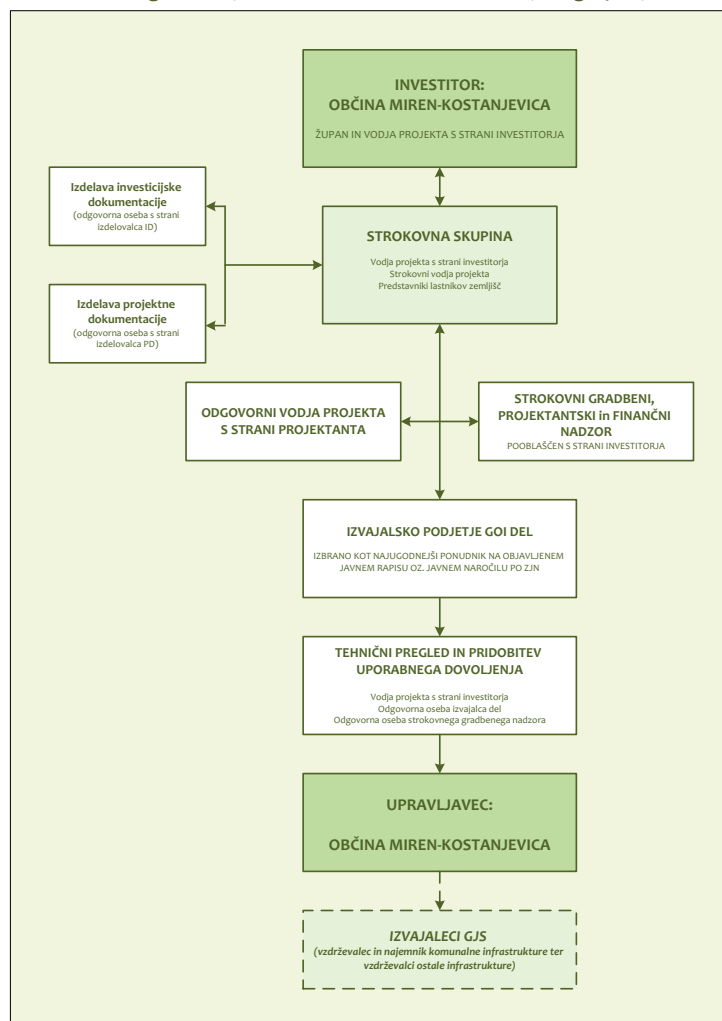 INVESTITOR:
OBČINA MIREN-KOSTANJEVICA
ŽUPAN IN VODJA PROJEKTA S STRANI INVESTITORJA
Izdelava investicijske
dokumentacije
(odgovorna oseba s strani
izdelovalca ID)
STROKOVNA SKUPINA
Vodja projekta s strani investitorja
Strokovni vodja projekta
Predstavniki lastnikov zemljišč
Izdelava projektne
dokumentacije
(odgovorna oseba s strani
izdelovalca PD)
ODGOVORNI VODJA PROJEKTA
S STRANI PROJEKTANTA
STROKOVNI GRADBENI,
PROJEKTANTSKI in FINANČNI
NADZOR
POOBLAŠČEN S STRANI INVESTITORJA
IZVAJALSKO PODJETJE GOI DEL
IZBRANO KOT NAJUGODNEJŠI PONUDNIK NA OBJAVLJENEM
JAVNEM RAPISU OZ. JAVNEM NAROČILU PO ZJN
TEHNIČNI PREGLED IN PRIDOBITEV
UPORABNEGA DOVOLJENJA
Vodja projekta s strani investitorja
Odgovorna oseba izvajalca del
Odgovorna oseba strokovnega gradbenega nadzora
UPRAVLJAVEC:
OBČINA MIREN-KOSTANJEVICA
IZVAJALECI GJS
(vzdrževalec in najemnik komunalne infrastrukture ter
vzdrževalci ostale infrastrukture)